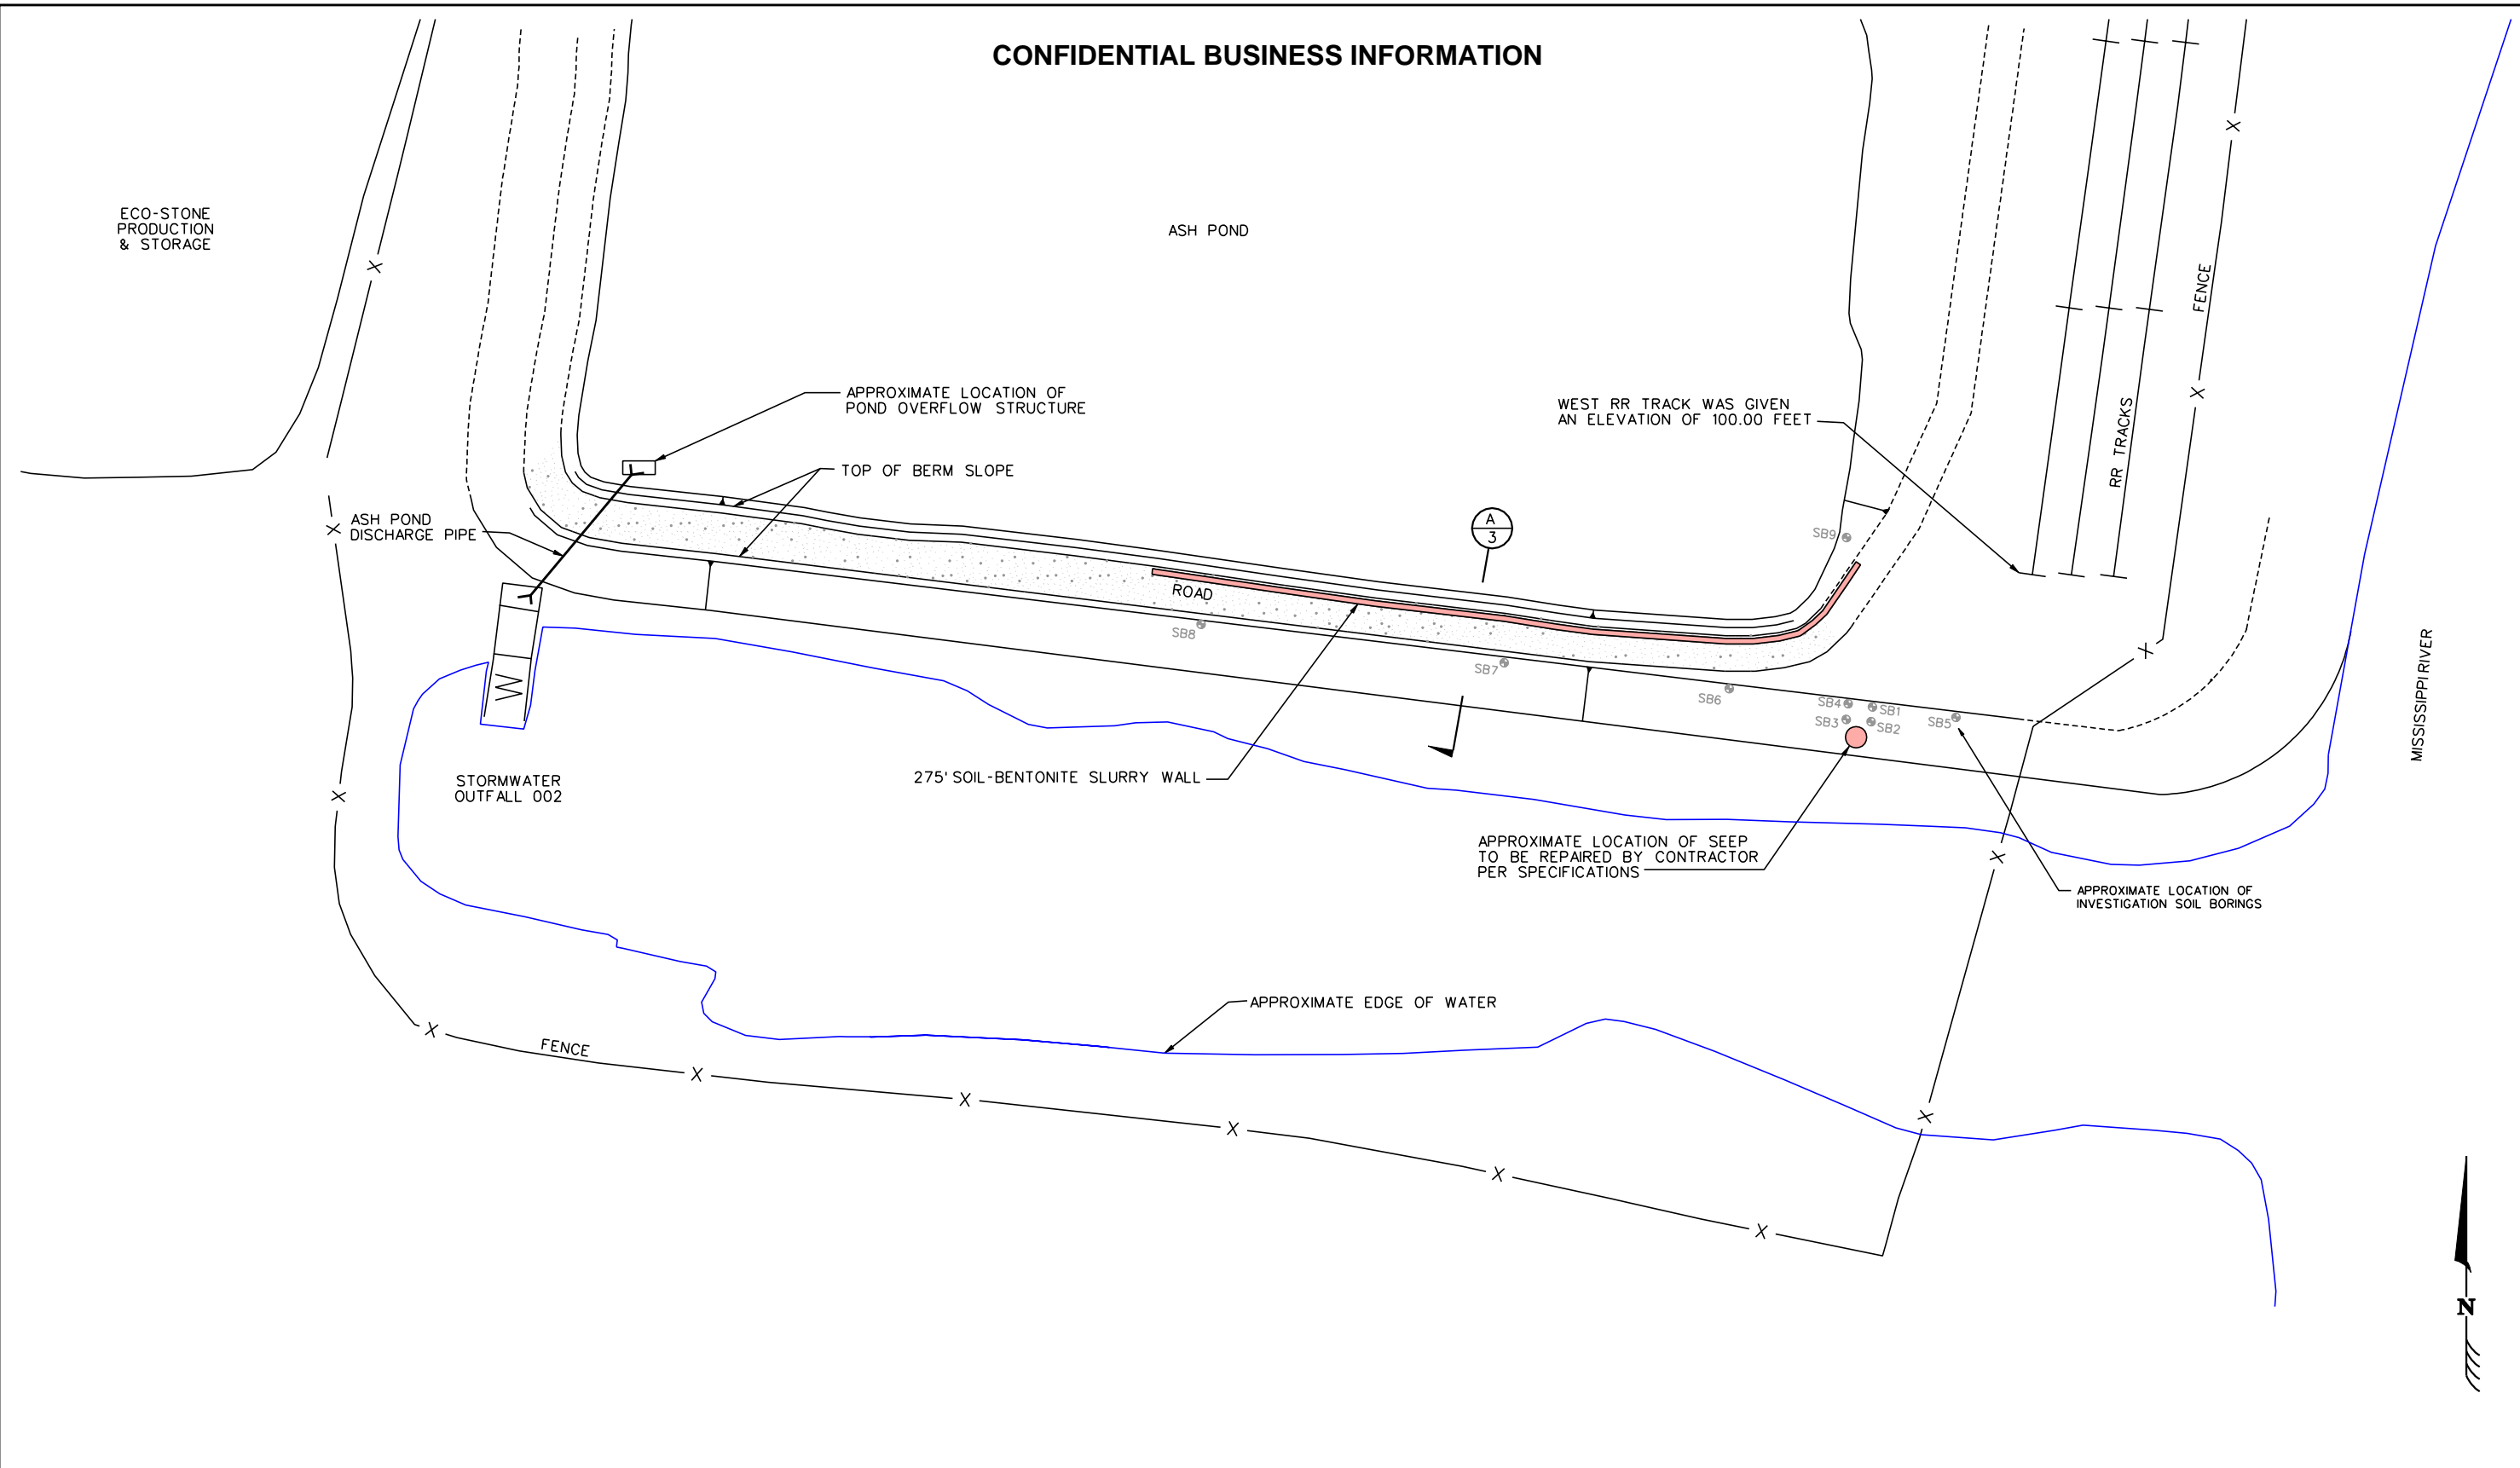 CONFIDENTIAL BUSINESS INFORMATION
ECO-STONE
PRODUCTION
& STORAGE
ASH POND
FENCE
APPROXIMATE LOCATION OF
POND OVERFLOW STRUCTURE
WEST RR TRACK WAS GIVEN
AN ELEVATION OF 100.00 FEET
RR TRACKS
TOP OF BERM SLOPE
ASH POND
DISCHARGE PIPE
A
3
SB9
ROAD
SB8
SB7
SB6
SB4
SB1
SB3
SB2
SB5
MISSISSIPPI RIVER
W
STORMWATER
OUTFALL 002
275' SOIL-BENTONITE SLURRY WALL
APPROXIMATE LOCATION OF SEEP
TO BE REPAIRED BY CONTRACTOR
PER SPECIFICATIONS
APPROXIMATE LOCATION OF
INVESTIGATION SOIL BORINGS
APPROXIMATE EDGE OF WATER
FENCE
N